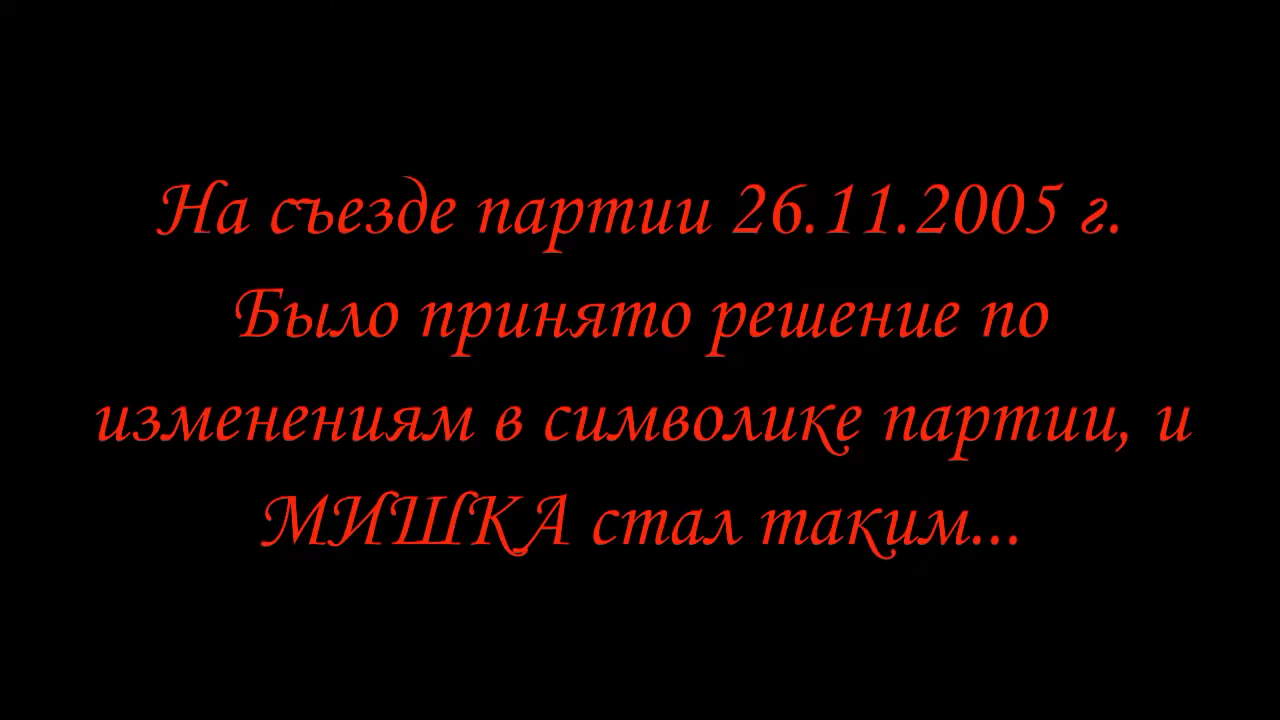 На съезде партии 26.11.2005 г.
Было принято решение по
изменениям в символике партии, и
МИШКА стал таким...